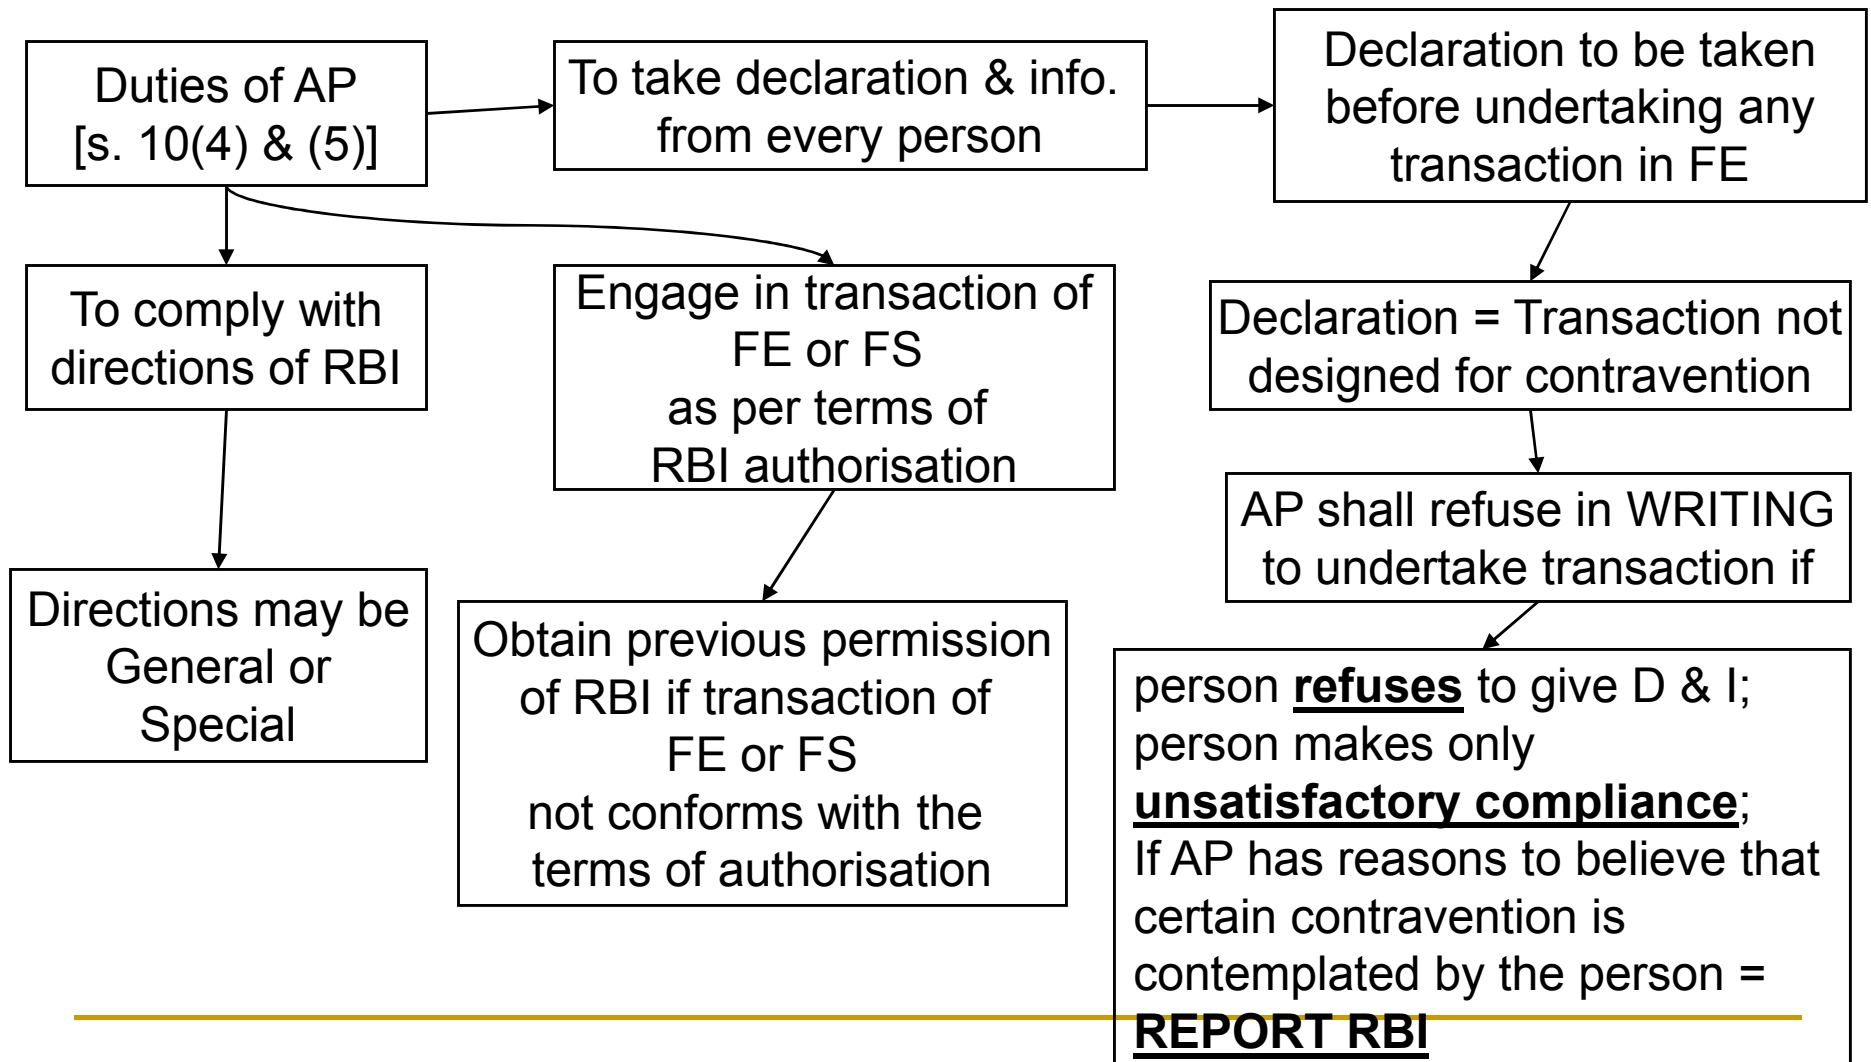 Duties of AP
[s. 10(4) & (5)]
To take declaration & info.
from every person
Declaration to be taken
before undertaking any
transaction in FE
To comply with
directions of RBI
Engage in transaction of
FE or FS
as per terms of
RBI authorisation
Declaration = Transaction not
designed for contravention
AP shall refuse in WRITING
to undertake transaction if
Directions may be
General or
Special
Obtain previous permission
of RBI if transaction of
FE or FS
not conforms with the
terms of authorisation
person refuses to give D & I;
person makes only
unsatisfactory compliance;
If AP has reasons to believe that
certain contravention is
contemplated by the person =
REPORT RBI